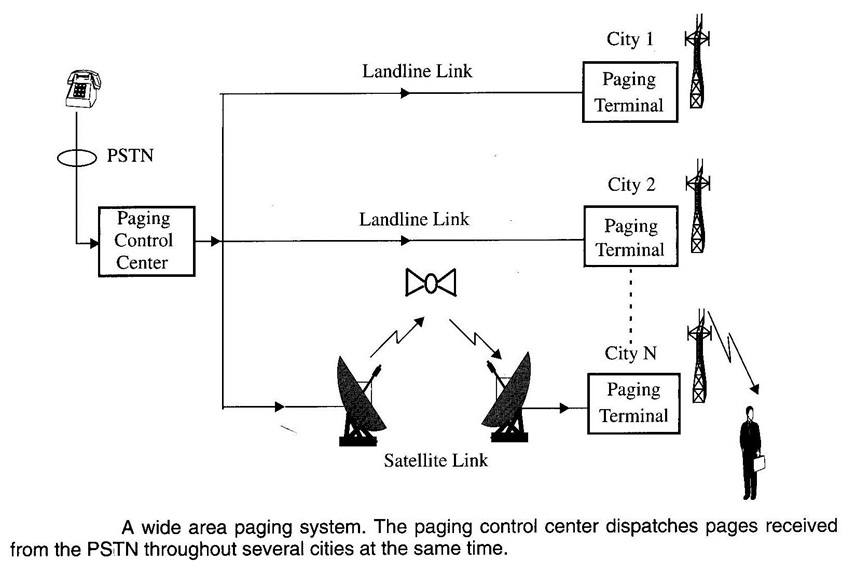 City 1
Landline Link
Paging
Terminal
PSTN
City 2
Landline Link
Paging
Control
Center
Paging
Terminal
City N
Paging
Terminal
Satellite Link
A wide area paging system. The paging control center dispatches pages received
from the PSTN throughout several cities at the same time.